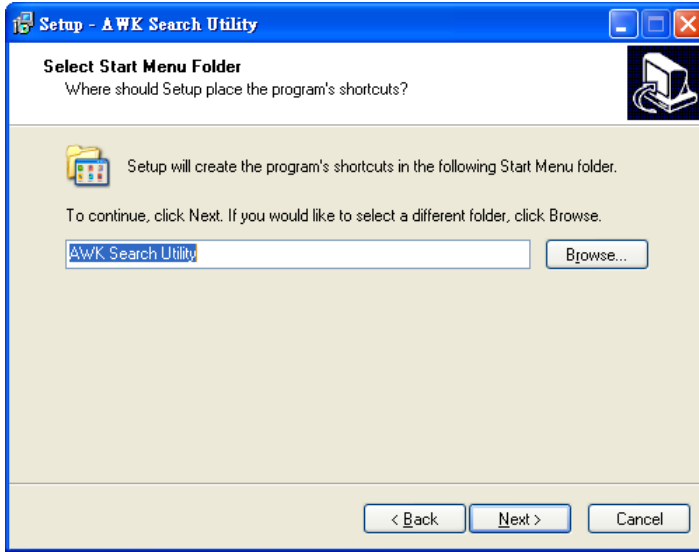 Setup - AWK Search Utility
Select Start Menu Folder
Where should Setup place the program's shortcuts?
Setup will create the program's shortcuts in the following Start Menu folder.
To continue, click Next. If you would like to select a different folder, click Browse.
AWK Search Utility
Browse...
< Back
Next >
Cancel